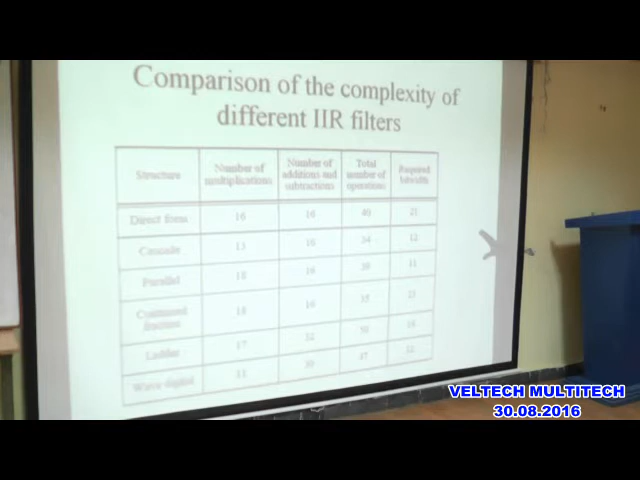 Comparison of the complexity of
different IIR filters
Structure Number of multiplications Number of additions and subtractions Total number of operations Required bitwidth
Direct form 16 16 40 21
Cascade 13 16 34 12
Parallel 18 16 11
Continued fraction 18 16 23
Ladder 17 32
Wave digital 11
VELTECH MULTITECH
30.08.2016